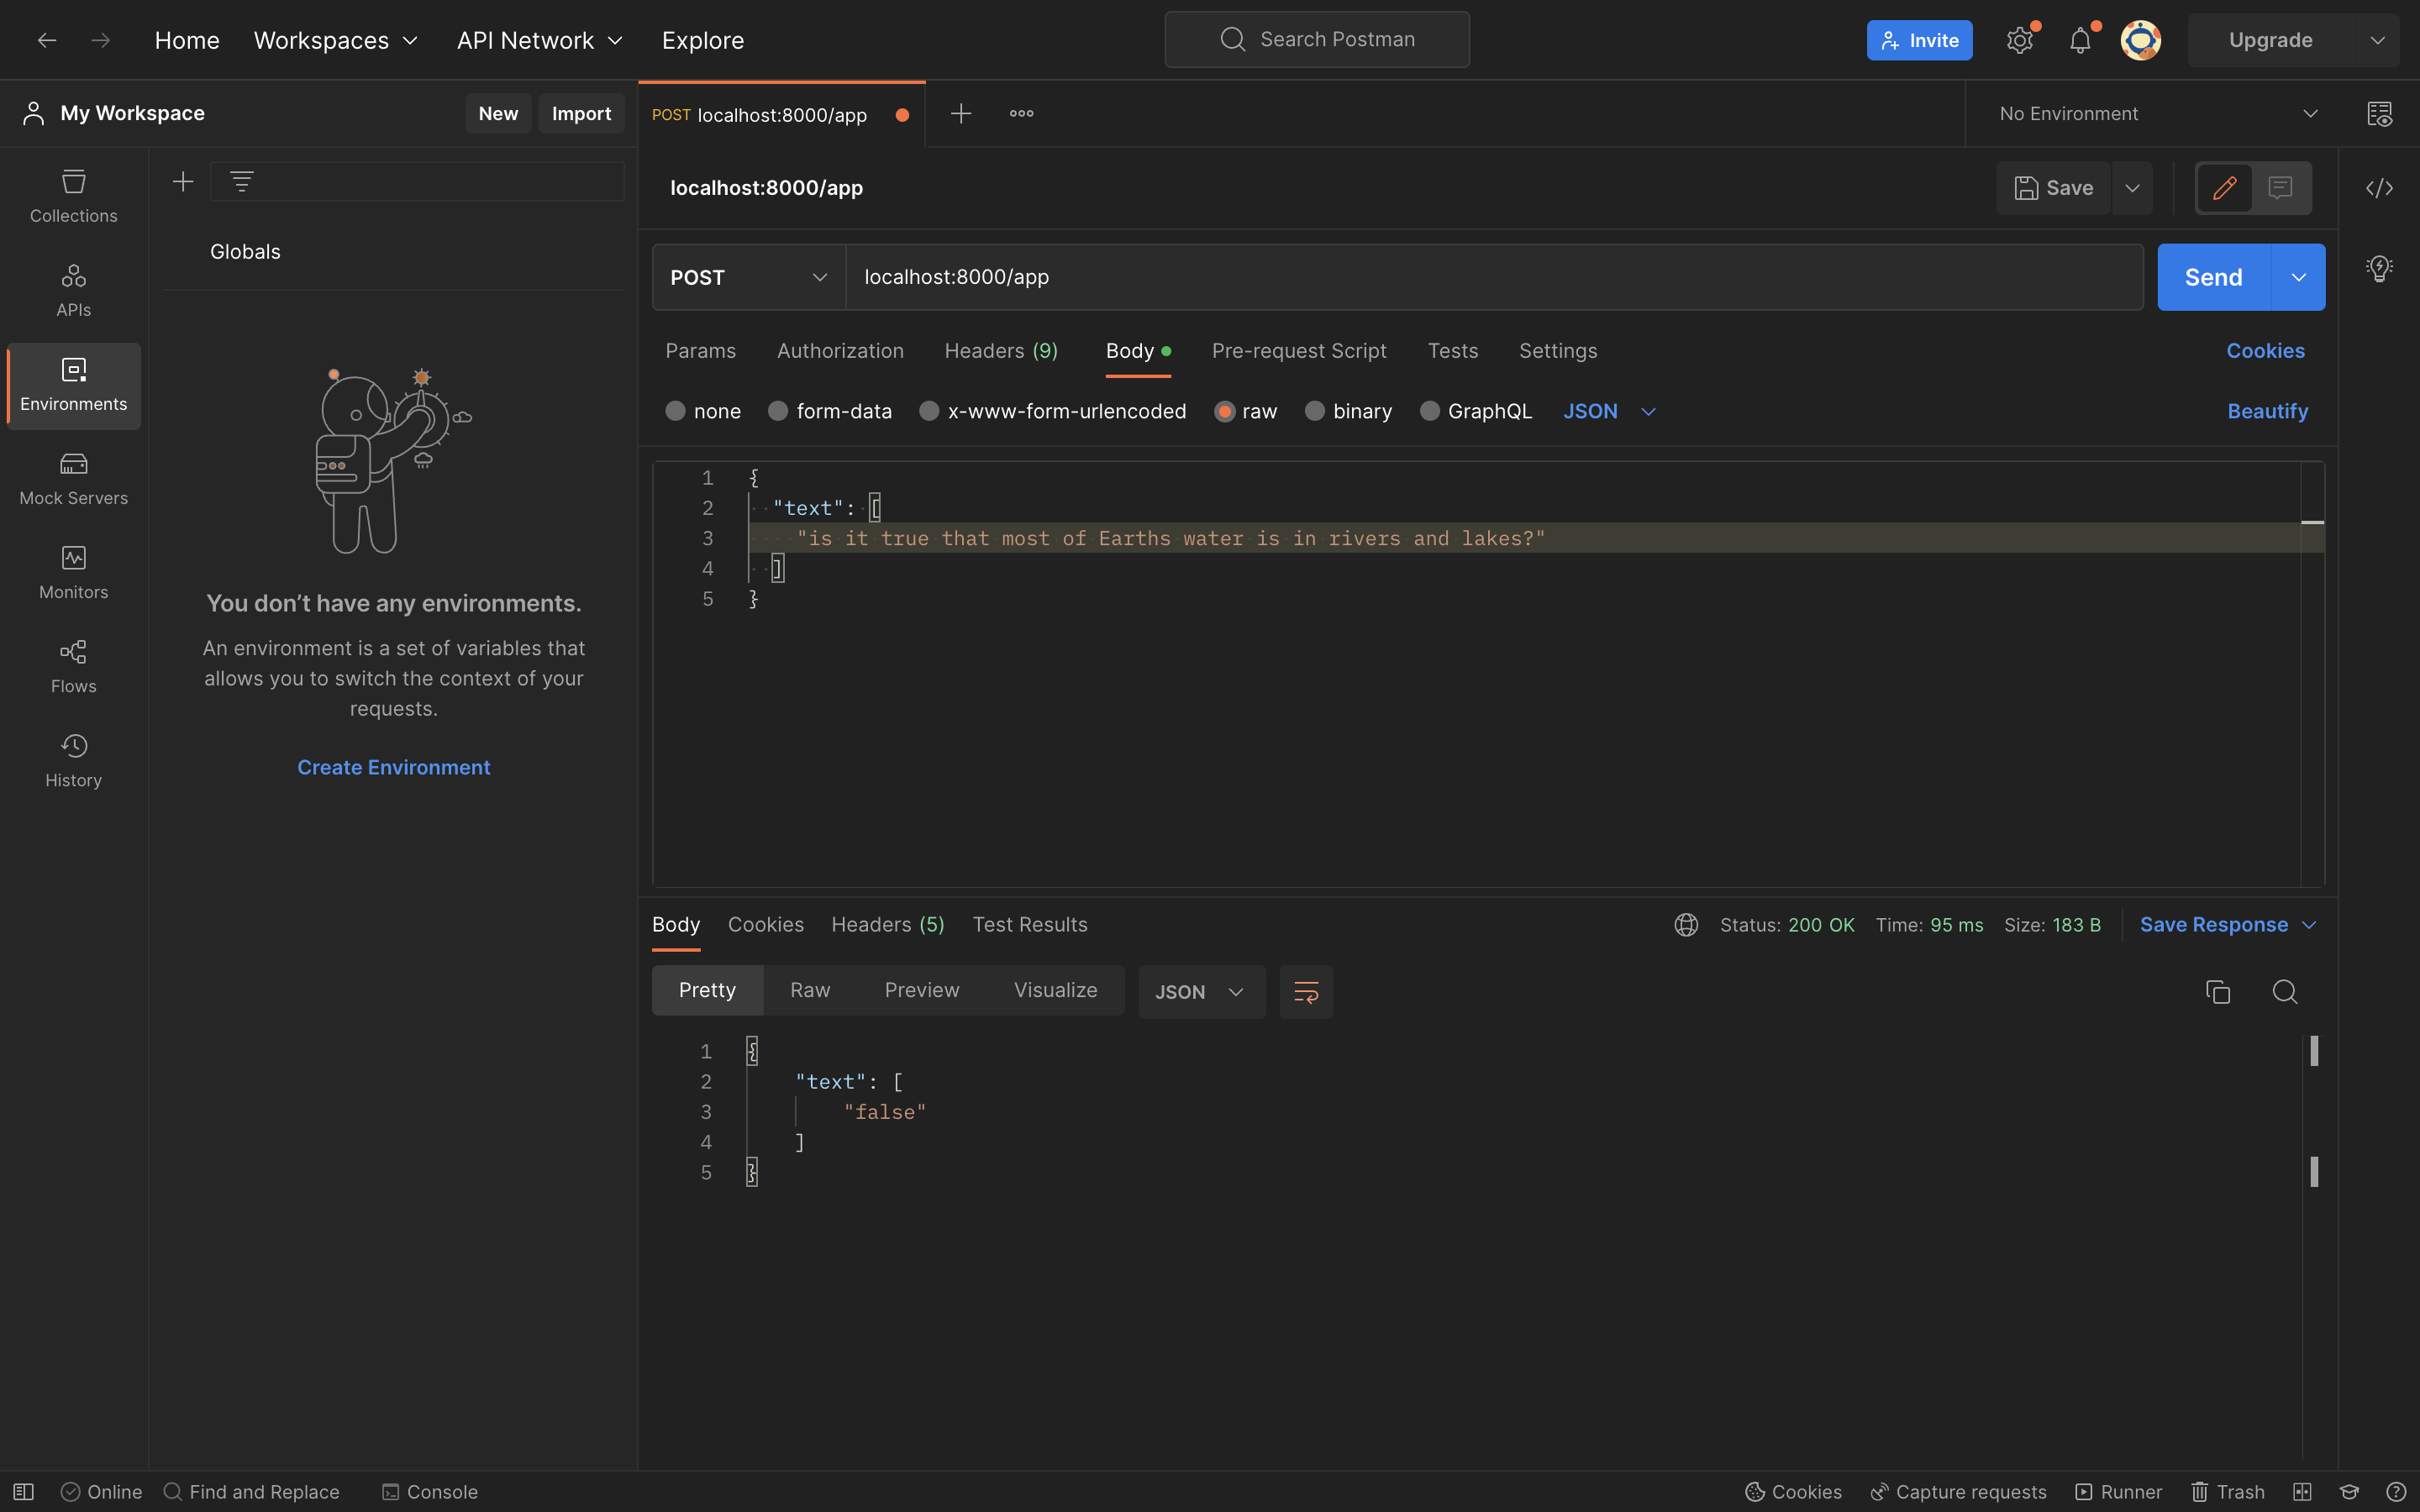 Home Workspaces API Network Explore
Search Postman
Invite
Upgrade
My Workspace
New Import
POST localhost:8000/app
No Environment
Collections
APIs
Environments
Mock Servers
Monitors
Flows
History
Globals
You don’t have any environments.
An environment is a set of variables that
allows you to switch the context of your
requests.
Create Environment
localhost:8000/app
Save
POST localhost:8000/app
Send
Params Authorization Headers (9) Body Pre-request Script Tests Settings
Cookies
none form-data x-www-form-urlencoded raw binary GraphQL JSON
Beautify
1 {
2 "text": [
3 "is it true that most of Earths water is in rivers and lakes?"
4 ]
5 }
Body Cookies Headers (5) Test Results
Status: 200 OK Time: 95 ms Size: 183 B
Save Response
Pretty Raw Preview Visualize
JSON
1 {
2 "text": [
3 "false"
4 ]
5 }
Online Find and Replace Console
Cookies Capture requests Runner Trash